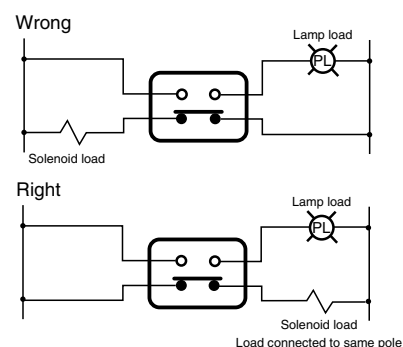 Wrong
Lamp load
PL
Solenoid load
Right
Lamp load
PL
Solenoid load
Load connected to same pole